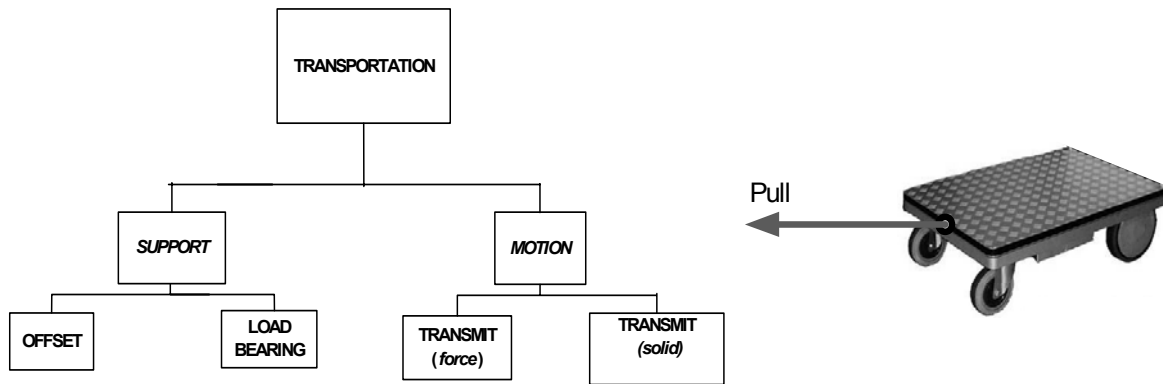 TRANSPORTATION
SUPPORT
MOTION
OFFSET
LOAD
BEARING
TRANSMIT
(force)
TRANSMIT
(solid)
Pull